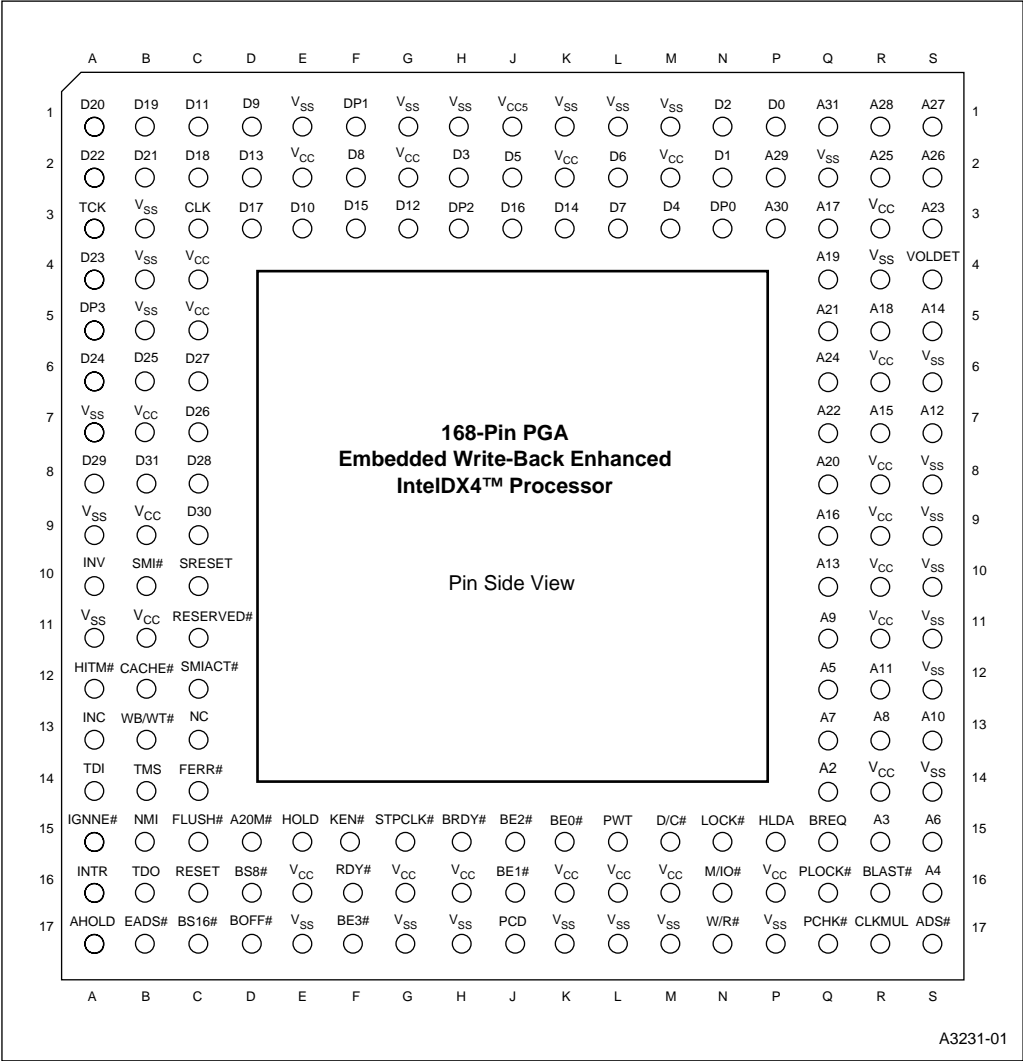 A B C D E F G H J K L M N P Q R S
D20 D19 D11 D9 VSS DP1 VSS VSS VCC5 VSS VSS VSS D2 D0 A31 A28 A27
1 1
D22 D21 D18 D13 VCC D8 VCC D3 D5 VCC D6 VCC D1 A29 VSS A25 A26
2 2
TCK VSS CLK D17 D10 D15 D12 DP2 D16 D14 D7 D4 DP0 A30 A17 VCC A23
3 3
D23 VSS VCC A19 VSS VOLDET
4 4
DP3 VSS VCC A21 A18 A14
5 5
D24 D25 D27 A24 VCC VSS
6 6
VSS VCC D26 A22 A15 A12
7 7
168-Pin PGA
Embedded Write-Back Enhanced
IntelDX4™ Processor
D29 D31 D28 A20 VCC VSS
8 8
VSS VCC D30 A16 VCC VSS
9 9
INV SMI# SRESET A13 VCC VSS
10 10
Pin Side View
VSS VCC RESERVED# A9 VCC VSS
11 11
HITM# CACHE# SMIACT# A5 A11 VSS
12 12
INC WB/WT# NC A7 A8 A10
13 13
TDI TMS FERR# A2 VCC VSS
14 14
IGNNE# NMI FLUSH# A20M# HOLD KEN# STPCLK# BRDY# BE2# BE0# PWT D/C# LOCK# HLDA BREQ A3 A6
15 15
INTR TDO RESET BS8# VCC RDY# VCC VCC BE1# VCC VCC VCC M/IO# VCC PLOCK# BLAST# A4
16 16
AHOLD EADS# BS16# BOFF# VSS BE3# VSS VSS PCD VSS VSS VSS W/R# VSS PCHK# CLKMUL ADS#
17 17
A B C D E F G H J K L M N P Q R S
A3231-01